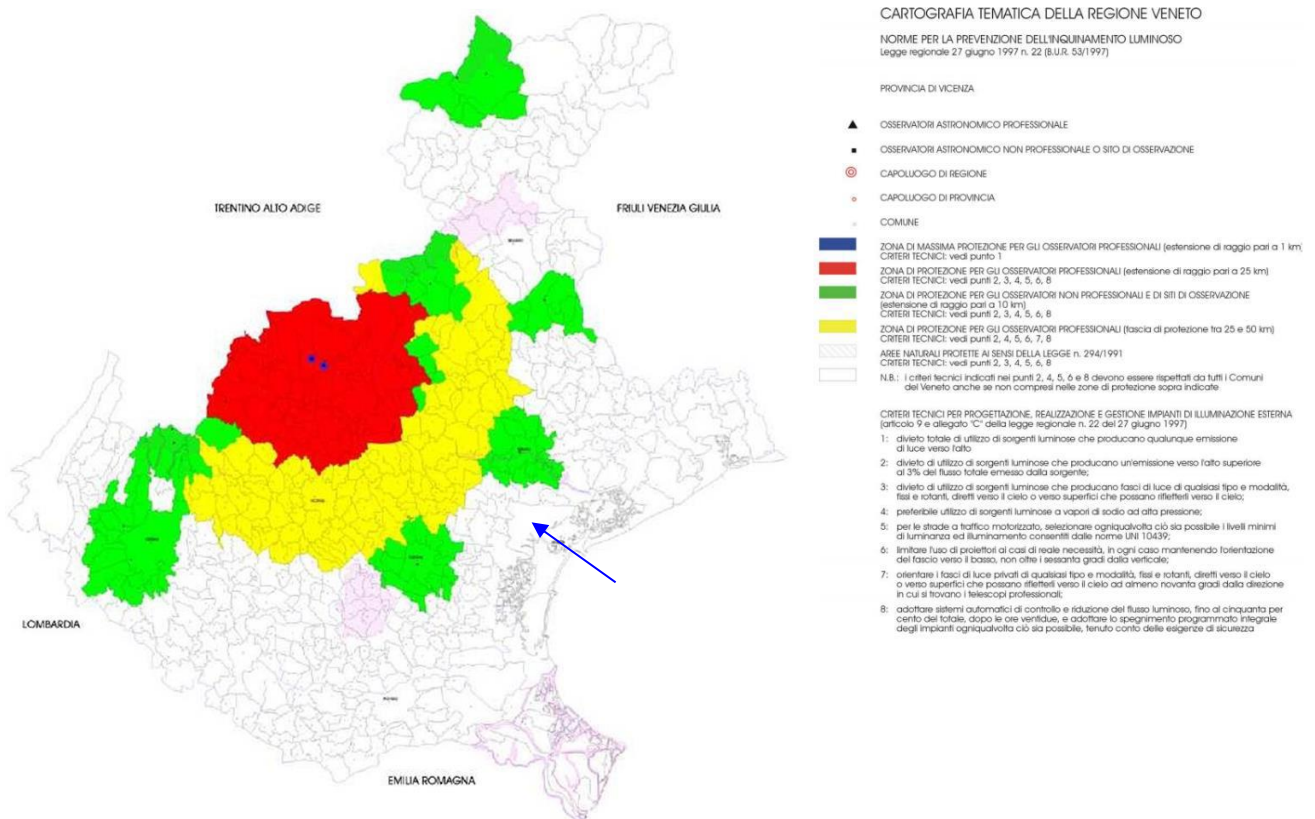 CARTOGRAFIA TEMATICA DELLA REGIONE VENETO
NORME PER LA PREVENZIONE DELL'INQUINAMENTO LUMINOSO
Legge regionale 27 giugno 1997 n. 22 (B.U.R. 53/1997)
PROVINCIA DI VICENZA
OSSERVATORI ASTRONOMICO PROFESSIONALE
OSSERVATORI ASTRONOMICO NON PROFESSIONALE O SITO DI OSSERVAZIONE
CAPOLUOGO DI REGIONE
CAPOLUOGO DI PROVINCIA
COMUNE
ZONA DI MASSIMA PROTEZIONE PER GLI OSSERVATORI PROFESSIONALI (estensione di raggio pari a 1 km)
CRITERI TECNICI: vedi punto 1
ZONA DI PROTEZIONE PER GLI OSSERVATORI PROFESSIONALI (estensione di raggio pari a 25 km)
CRITERI TECNICI: vedi punti 2, 3, 4, 5, 6, 8
ZONA DI PROTEZIONE PER GLI OSSERVATORI NON PROFESSIONALI E DI SITI DI OSSERVAZIONE
(estensione di raggio pari a 10 km)
CRITERI TECNICI: vedi punti 2, 3, 4, 5, 6, 8
ZONA DI PROTEZIONE PER GLI OSSERVATORI PROFESSIONALI (fascia di protezione tra 25 e 50 km)
CRITERI TECNICI: vedi punti 2, 4, 5, 6, 7, 8
AREE NATURALI PROTETTE AI SENSI DELLA LEGGE n. 294/1991
CRITERI TECNICI: vedi punti 2, 3, 4, 5, 6, 8
N.B.: i criteri tecnici indicati nei punti 2, 4, 5, 6 e 8 devono essere rispettati da tutti i Comuni
del Veneto anche se non compresi nelle zone di protezione sopra indicate
CRITERI TECNICI PER PROGETTAZIONE, REALIZZAZIONE E GESTIONE IMPIANTI DI ILLUMINAZIONE ESTERNA
(articolo 9 e allegato "C" della legge regionale n. 22 del 27 giugno 1997)
1: divieto totale di utilizzo di sorgenti luminose che producano qualunque emissione
di luce verso l'alto
2: divieto di utilizzo di sorgenti luminose che producano un'emissione verso l'alto superiore
al 3% del flusso totale emesso dalla sorgente;
3: divieto di utilizzo di sorgenti luminose che producano fasci di luce di qualsiasi tipo e modalità,
fissi e rotanti, diretti verso il cielo o verso superfici che possano rifletterli verso il cielo;
4: preferibile utilizzo di sorgenti luminose a vapori di sodio ad alta pressione;
5: per le strade a traffico motorizzato, selezionare ogniqualvolta ciò sia possibile i livelli minimi
di luminanza ed illuminamento consentiti dalle norme UNI 10439;
6: limitare l'uso di proiettori ai casi di reale necessità, in ogni caso mantenendo l'orientazione
del fascio verso il basso, non oltre i sessanta gradi dalla verticale;
7: orientare i fasci di luce privati di qualsiasi tipo e modalità, fissi e rotanti, diretti verso il cielo
o verso superfici che possano rifletterli verso il cielo ad almeno novanta gradi dalla direzione
in cui si trovano i telescopi professionali;
8: adottare sistemi automatici di controllo e riduzione del flusso luminoso, fino al cinquanta per
cento del totale, dopo le ore ventidue, e adottare lo spegnimento programmato integrale
degli impianti ogniqualvolta ciò sia possibile, tenuto conto delle esigenze di sicurezza
TRENTINO ALTO ADIGE
FRIULI VENEZIA GIULIA
LOMBARDIA
EMILIA ROMAGNA